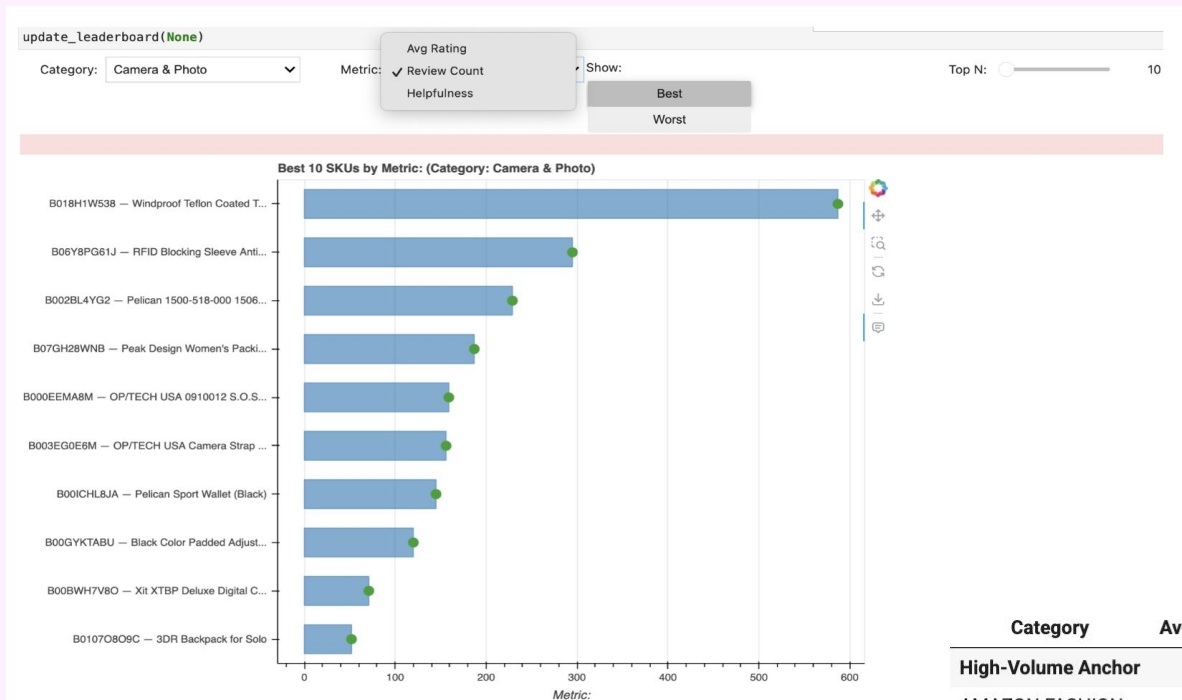 update_leaderboard(None)
Category: Camera & Photo
Metric:
Avg Rating
✓ Review Count
Helpfulness
Show:
Best
Worst
Top N: 10
Best 10 SKUs by Metric: (Category: Camera & Photo)
B018H1W538 — Windproof Teflon Coated T...
B06Y8PG61J — RFID Blocking Sleeve Anti...
B002BL4YG2 — Pelican 1500-518-000 1506...
B07GH28WNB — Peak Design Women's Packi...
B000EEMA8M — OP/TECH USA 0910012 S.O.S...
B003EG0E6M — OP/TECH USA Camera Strap ...
B00ICHL8JA — Pelican Sport Wallet (Black)
B00GYKTABU — Black Color Padded Adjust...
B00BWH7V8O — Xit XTBP Deluxe Digital C...
B0107O8O9C — 3DR Backpack for Solo
0 100 200 300 400 500 600
Metric:
Category Av
High-Volume Anchor
AMAZON FASHION